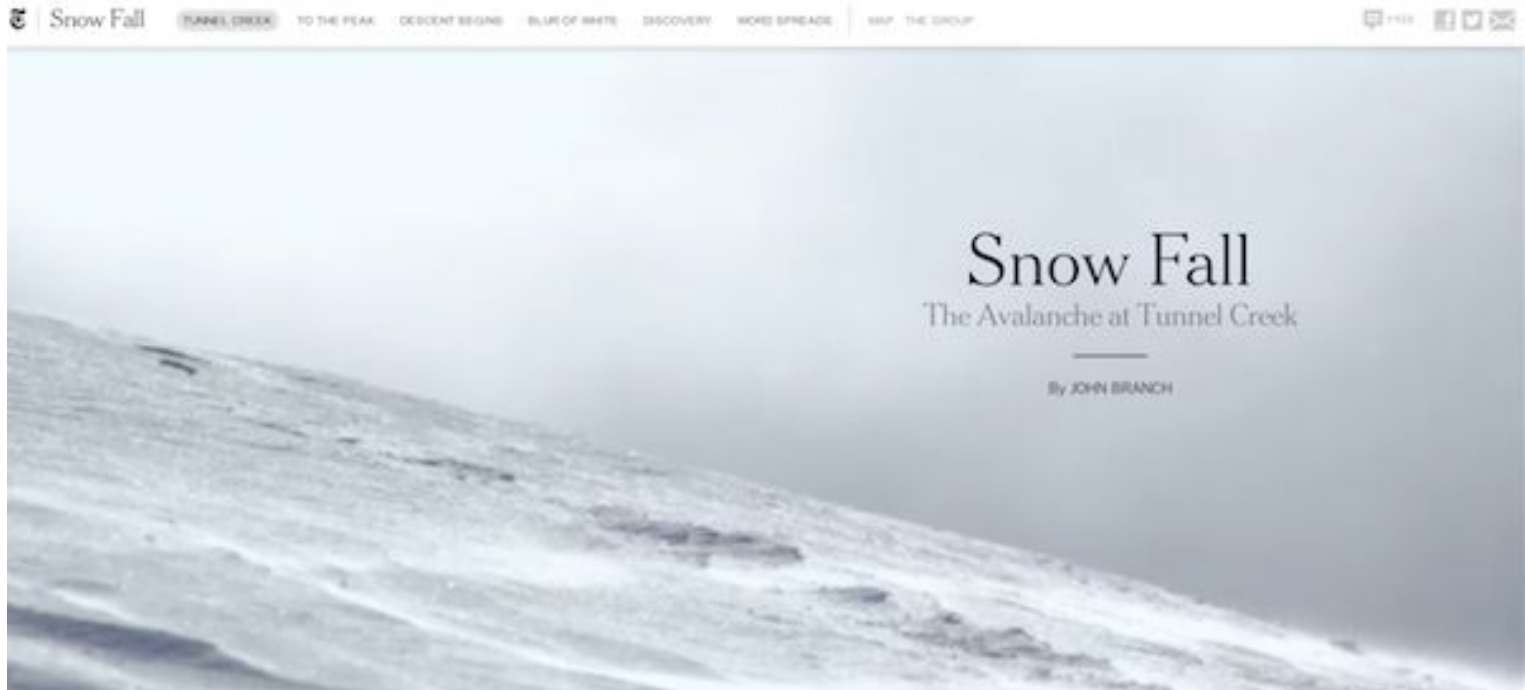 Snow Fall TUNNEL CREEK TO THE PEAK DESCENT BEGINS BLUR OF WHITE DISCOVERY WORD SPREADS MAP THE GROUP
Snow Fall
The Avalanche at Tunnel Creek
By JOHN BRANCH